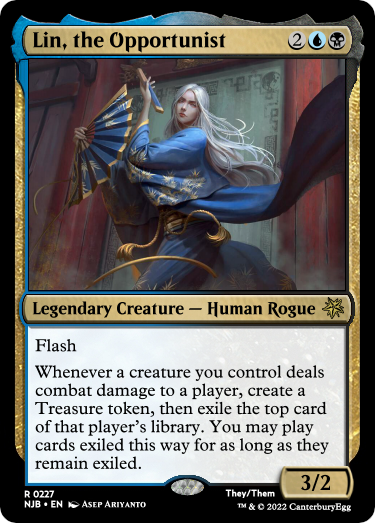 Lin, the Opportunist 2
Legendary Creature — Human Rogue
Flash
Whenever a creature you control deals
combat damage to a player, create a
Treasure token, then exile the top card
of that player's library. You may play
cards exiled this way for as long as they
remain exiled.
3/2
R 0227
NJB • EN Asep Ariyanto
They/Them
™ & © 2022 CanterburyEgg